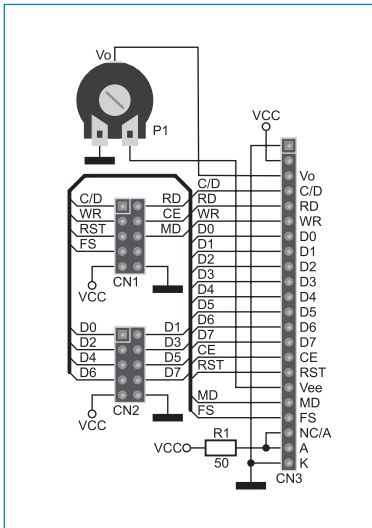 Vo
P1
VCC
Vo
C/D
C/D
RD
RD
WR
WR
D0
D0
D1
D1
D2
D2
D3
D3
D4
D4
D5
D5
D6
D6
D7
D7
CE
CE
RST
RST
Vee
MD
MD
FS
FS
NC/A
A
K
CN3
C/D
RD
WR
CE
RST
MD
FS
CN1
VCC
D0
D1
D2
D3
D4
D5
D6
D7
CN2
VCC
VCC
R1
50